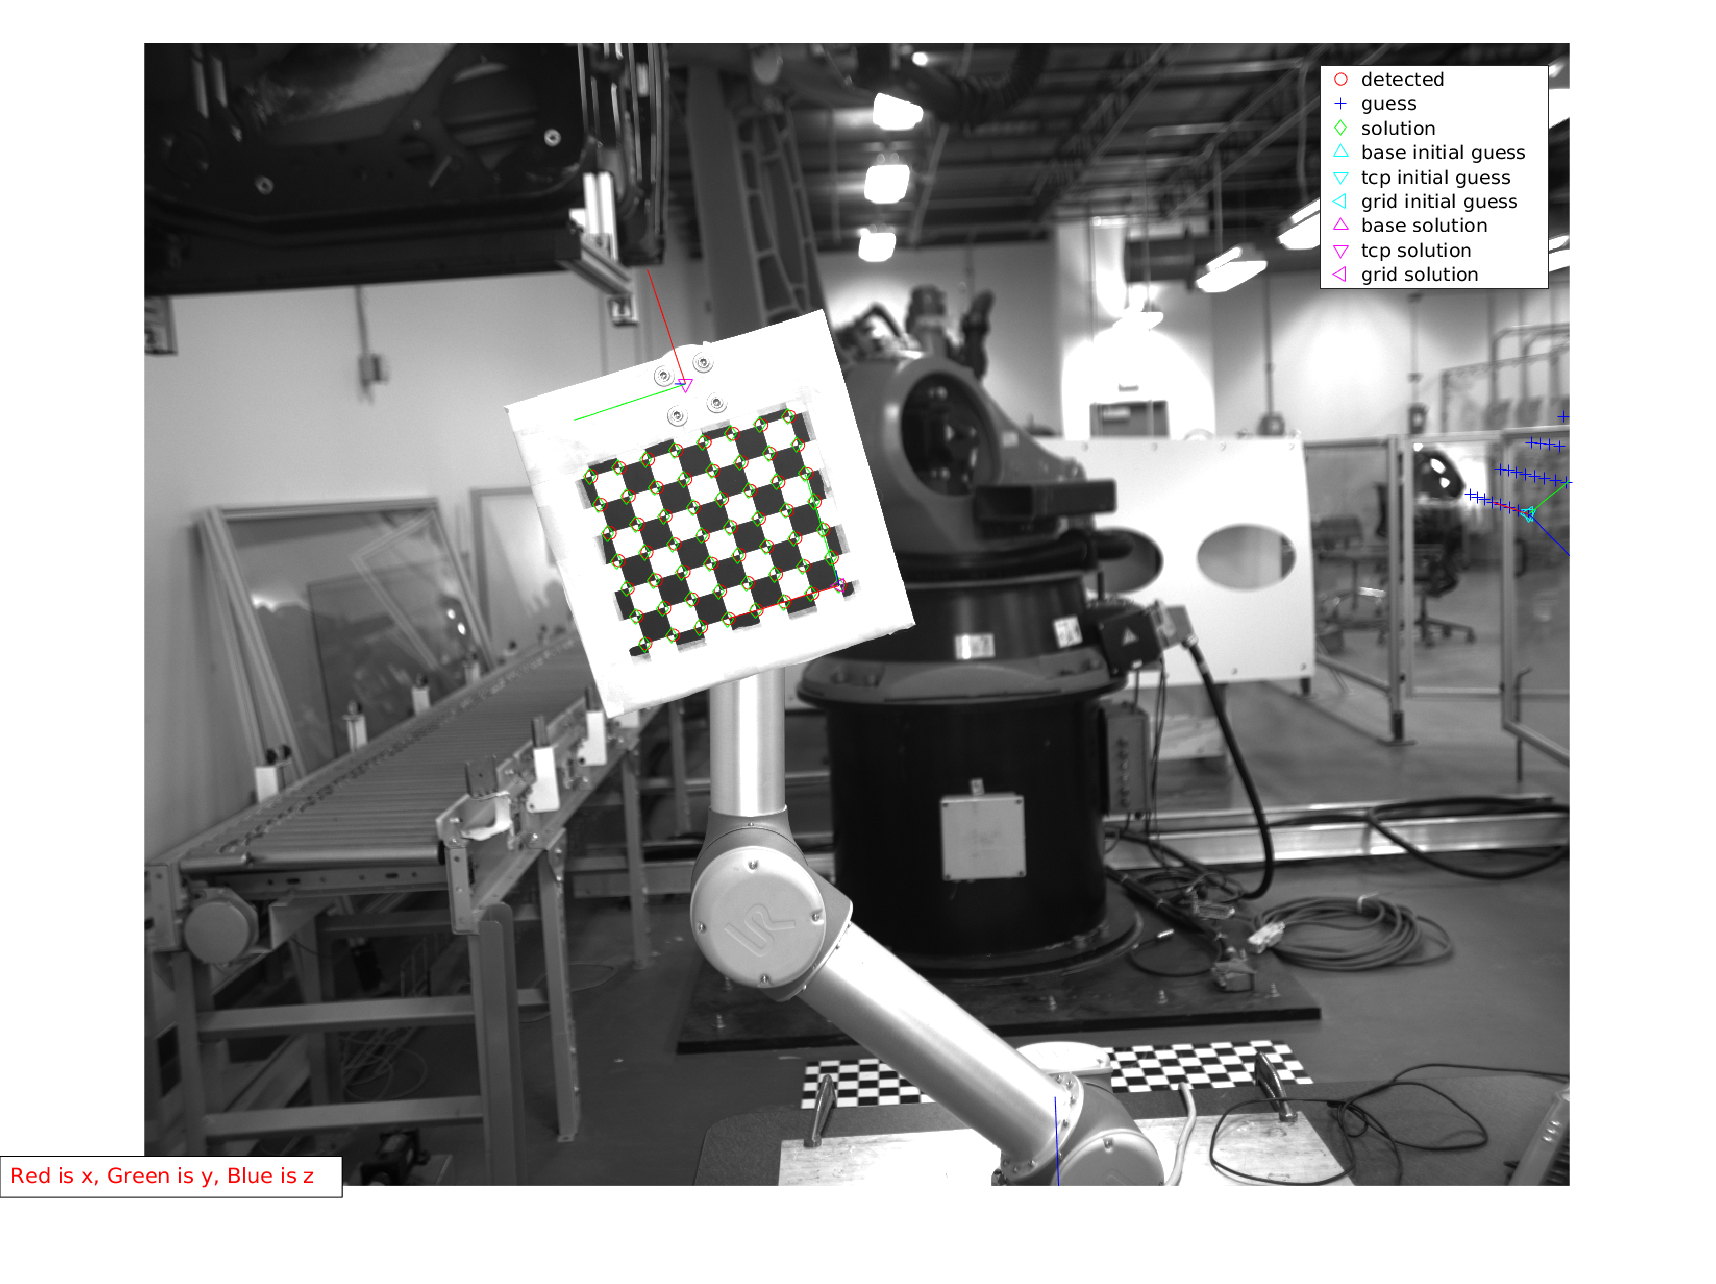 detected
guess
solution
base initial guess
tcp initial guess
grid initial guess
base solution
tcp solution
grid solution
UR
Red is x, Green is y, Blue is z